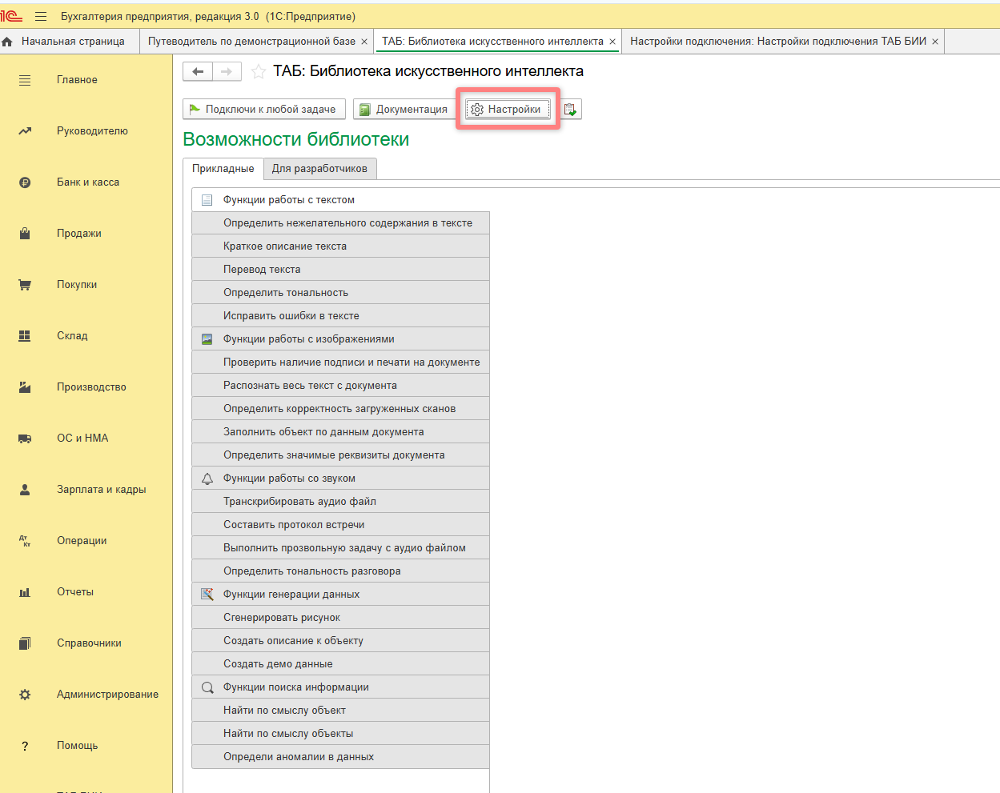 1С Бухгалтерия предприятия, редакция 3.0 (1С:Предприятие)
Начальная страница Путеводитель по демонстрационной базе × ТАБ: Библиотека искусственного интеллекта × Настройки подключения: Настройки подключения ТАБ БИИ ×
Главное
Руководителю
Банк и касса
Продажи
Покупки
Склад
Производство
ОС и НМА
Зарплата и кадры
Дт
Кт
Операции
Отчеты
Справочники
Администрирование
? Помощь
ТАБ: Библиотека искусственного интеллекта
Подключи к любой задаче Документация Настройки
Возможности библиотеки
Прикладные Для разработчиков
Функции работы с текстом
Определить нежелательного содержания в тексте
Краткое описание текста
Перевод текста
Определить тональность
Исправить ошибки в тексте
Функции работы с изображениями
Проверить наличие подписи и печати на документе
Распознать весь текст с документа
Определить корректность загруженных сканов
Заполнить объект по данным документа
Определить значимые реквизиты документа
Функции работы со звуком
Транскрибировать аудио файл
Составить протокол встречи
Выполнить прозвольную задачу с аудио файлом
Определить тональность разговора
Функции генерации данных
Сгенерировать рисунок
Создать описание к объекту
Создать демо данные
Функции поиска информации
Найти по смыслу объект
Найти по смыслу объекты
Определи аномалии в данных